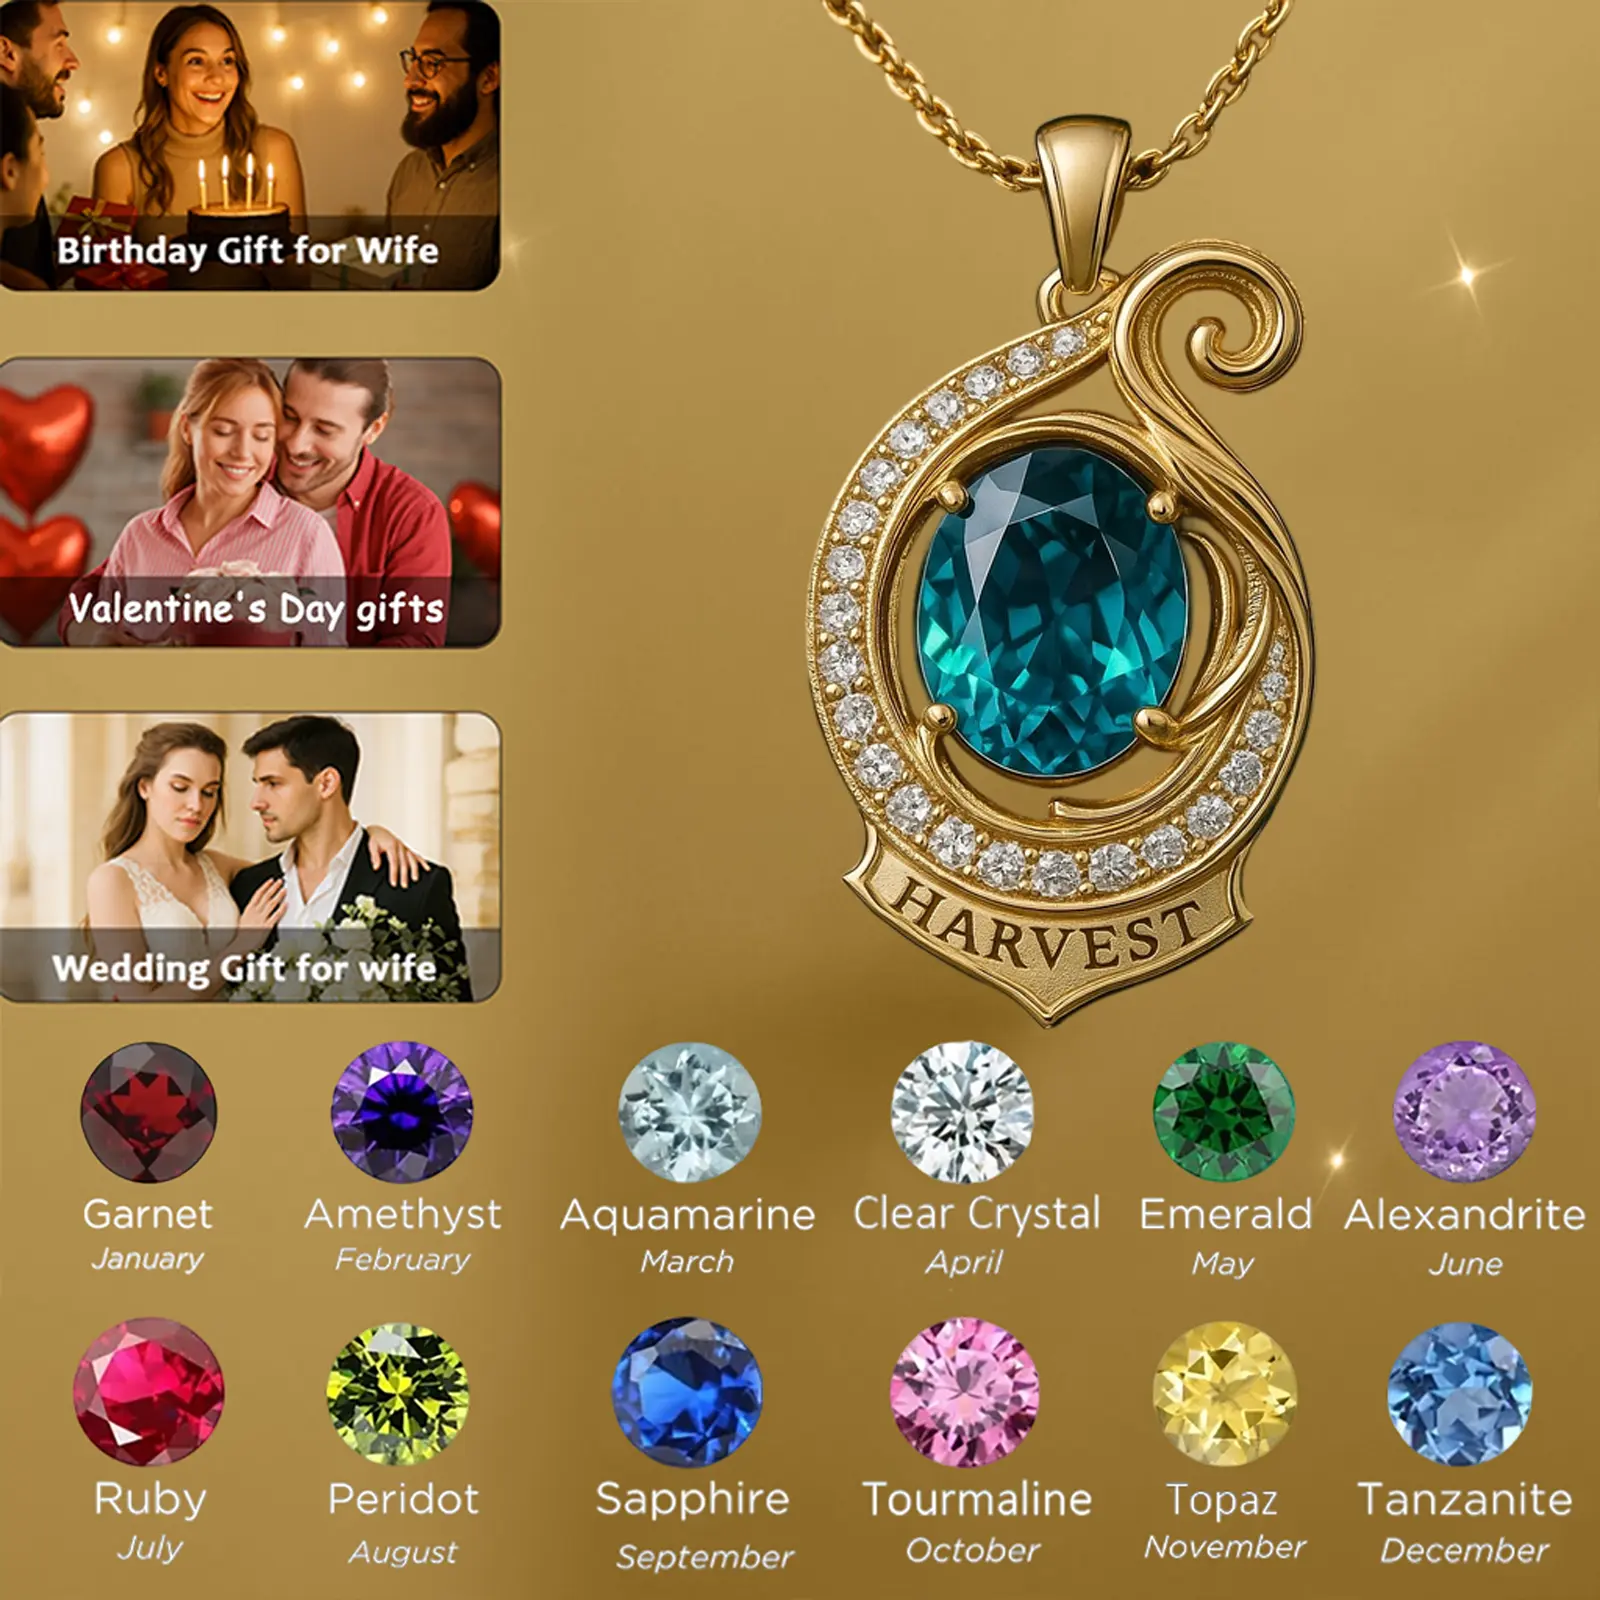 Birthday Gift for Wife
Valentine's Day gifts
Wedding Gift for wife
HARVEST
Garnet Amethyst Aquamarine Clear Crystal Emerald Alexandrite
January February March April May June
Ruby Peridot Sapphire Tourmaline Topaz Tanzanite
July August September October November December